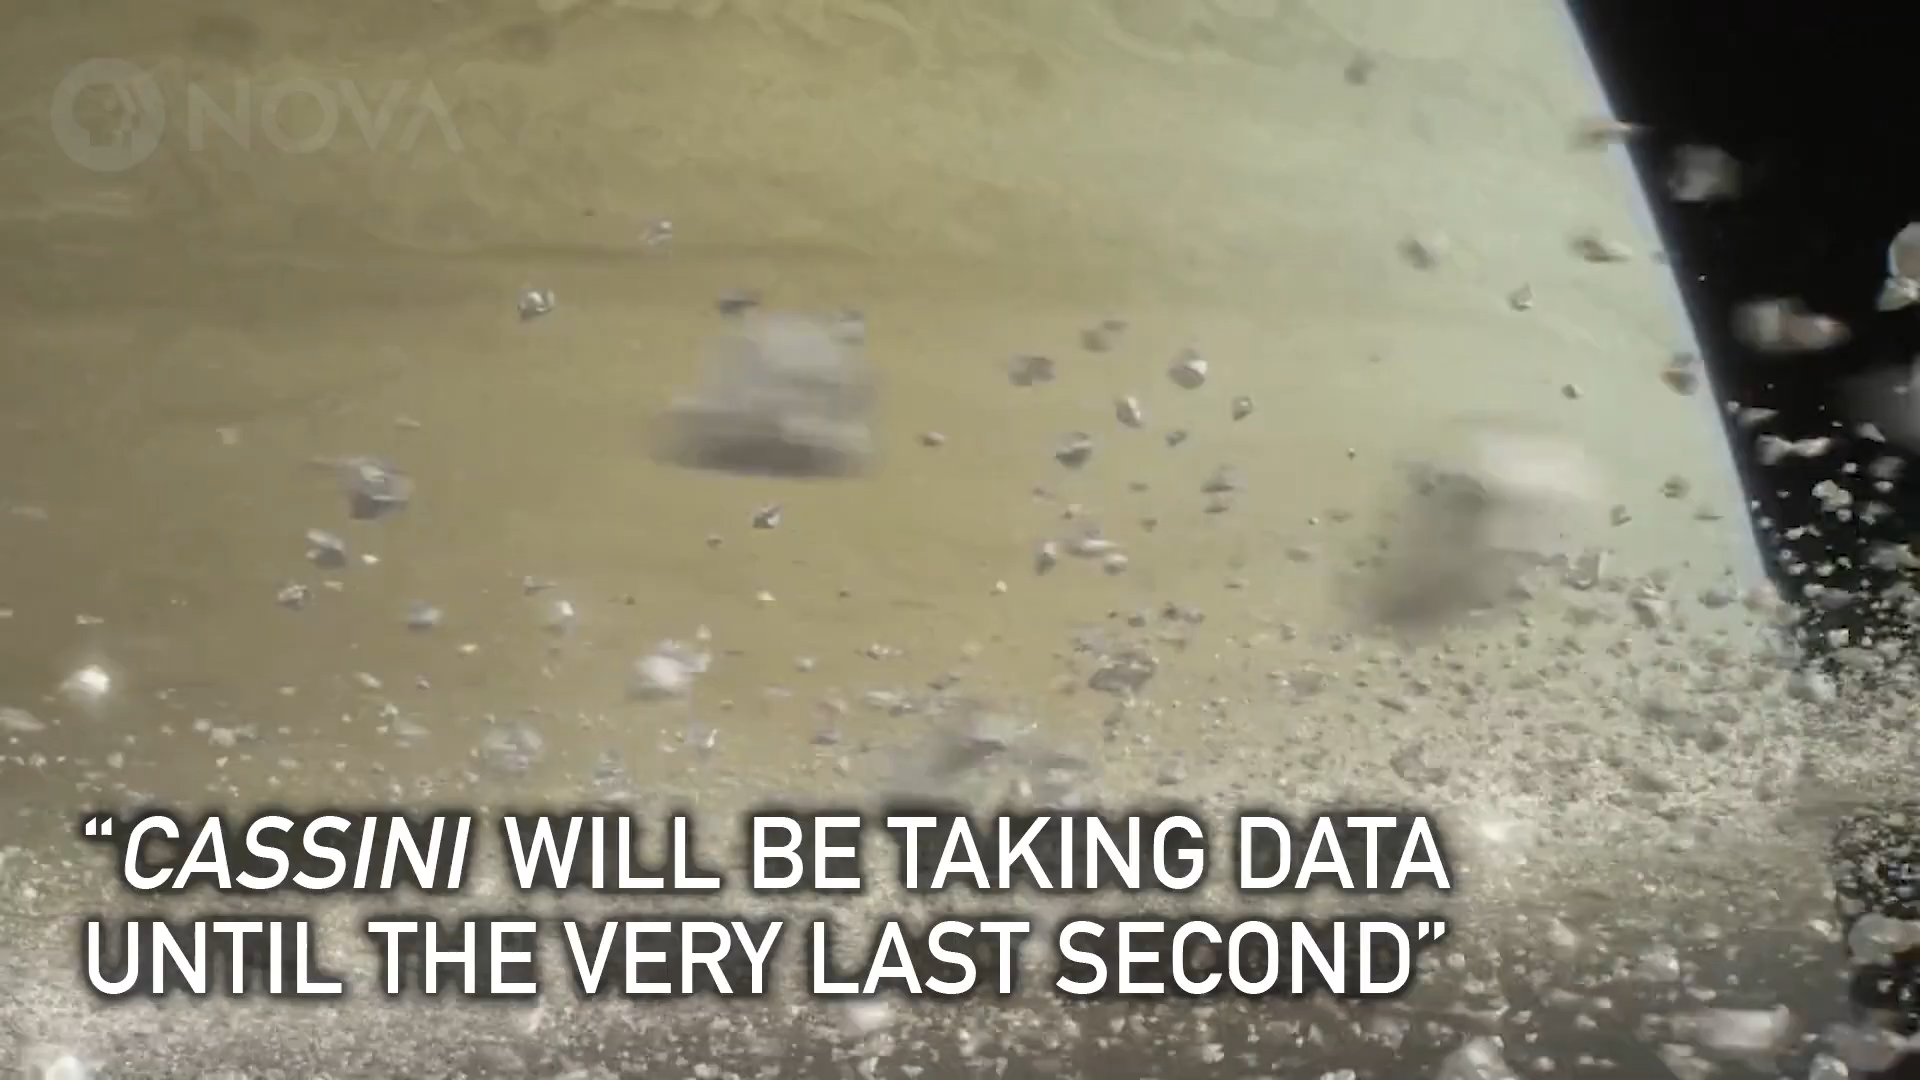 NOVA
“CASSINI WILL BE TAKING DATA
UNTIL THE VERY LAST SECOND”